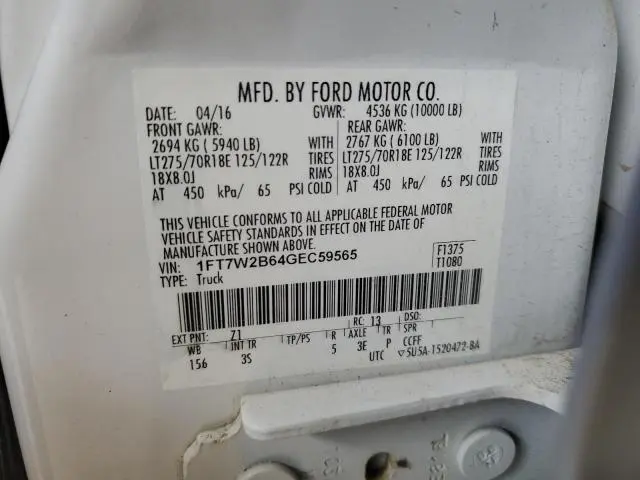 MFD. BY FORD MOTOR CO.
DATE: 04/16 GVWR: 4536 KG (10000 LB)
FRONT GAWR: REAR GAWR:
2694 KG ( 5940 LB) WITH 2767 KG ( 6100 LB) WITH
LT275/70R18E 125/122R TIRES LT275/70R18E 125/122R TIRES
18X8.0J RIMS 18X8.0J RIMS
AT 450 kPa/ 65 PSI COLD AT 450 kPa/ 65 PSI COLD
THIS VEHICLE CONFORMS TO ALL APPLICABLE FEDERAL MOTOR
VEHICLE SAFETY STANDARDS IN EFFECT ON THE DATE OF
MANUFACTURE SHOWN ABOVE.
VIN: 1FT7W2B64GEC59565 F1375
TYPE: Truck T1080
EXT PNT: Z1 RC: 13 DSO:
WB INT TR TP/PS R AXLE TR SPR
156 3S 5 3E P CCFF
UTC ▽5U5A-1520472-BA